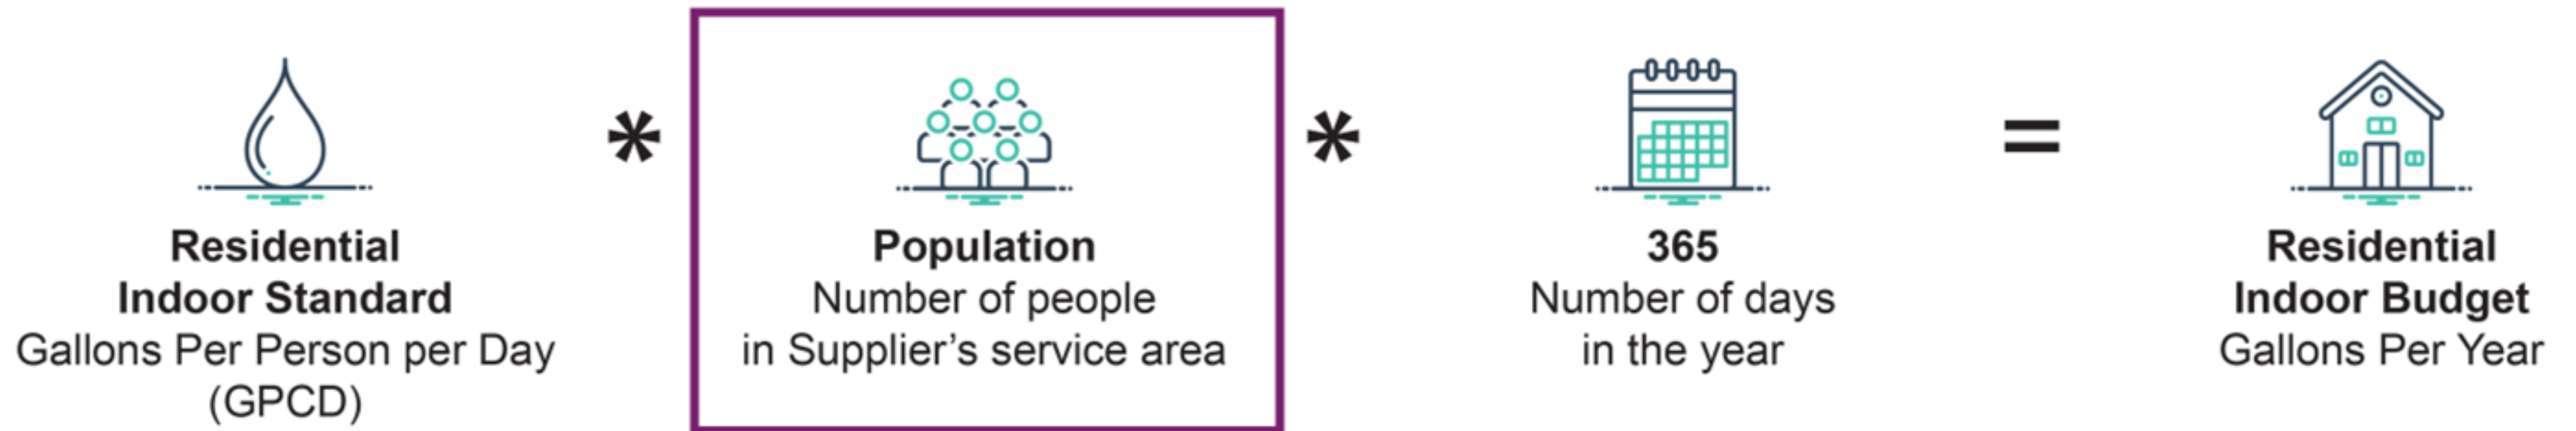 *
*
=
Residential
Indoor Standard
Gallons Per Person per Day
(GPCD)
Population
Number of people
in Supplier's service area
365
Number of days
in the year
Residential
Indoor Budget
Gallons Per Year